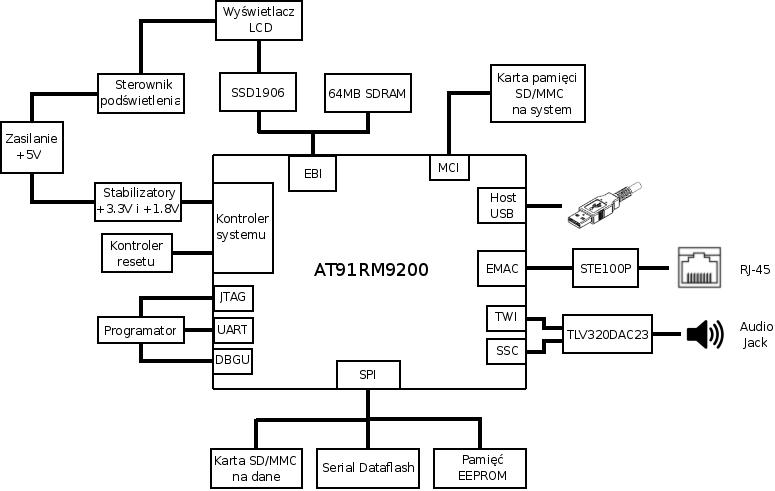 Wyświetlacz
LCD
Sterownik
podświetlenia
SSD1906
64MB SDRAM
Karta pamięci
SD/MMC
na system
Zasilanie
+5V
EBI
MCI
Stabilizatory
+3.3V i +1.8V
Kontroler
systemu
Host
USB
Kontroler
resetu
AT91RM9200
EMAC
STE100P
RJ-45
JTAG
Programator
UART
DBGU
TWI
SSC
TLV320DAC23
Audio
Jack
SPI
Karta SD/MMC
na dane
Serial Dataflash
Pamięć
EEPROM